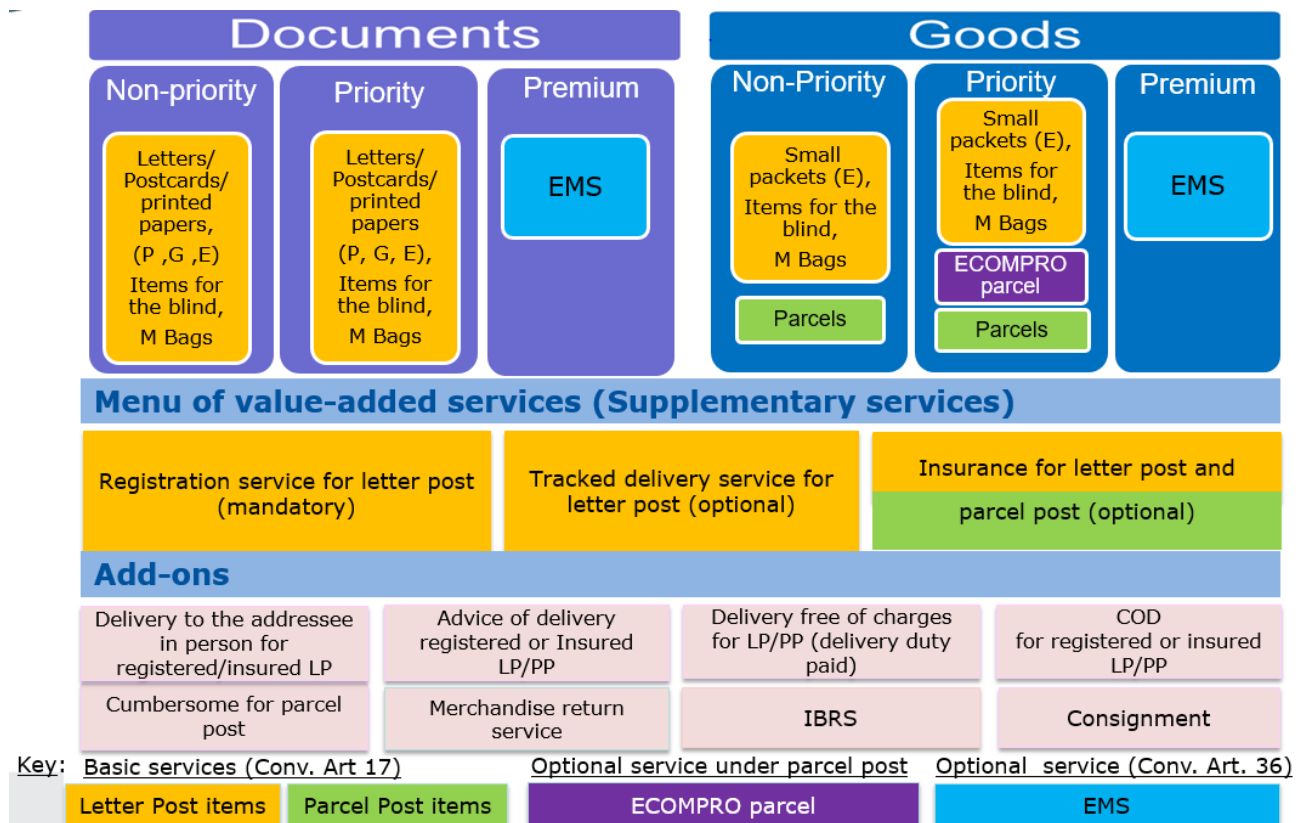 Documents
Non-priority
Letters/
Postcards/
printed
papers,
(P ,G ,E)
Items for
the blind,
M Bags
Priority
Letters/
Postcards/
printed
papers
(P, G, E),
Items for
the blind,
M Bags
Premium
EMS
Goods
Non-Priority
Small
packets (E),
Items for the
blind,
M Bags
Parcels
Priority
Small
packets (E),
Items for
the blind,
M Bags
ECOMPRO
parcel
Parcels
Premium
EMS
Menu of value-added services (Supplementary services)
Registration service for letter post
(mandatory)
Tracked delivery service for
letter post (optional)
Insurance for letter post and
parcel post (optional)
Add-ons
Delivery to the addressee
in person for
registered/insured LP
Advice of delivery
registered or Insured
LP/PP
Delivery free of charges
for LP/PP (delivery duty
paid)
COD
for registered or insured
LP/PP
Cumbersome for parcel
post
Merchandise return
service
IBRS
Consignment
Key:
Basic services (Conv. Art 17)
Optional service under parcel post
Optional service (Conv. Art. 36)
Letter Post items
Parcel Post items
ECOMPRO parcel
EMS